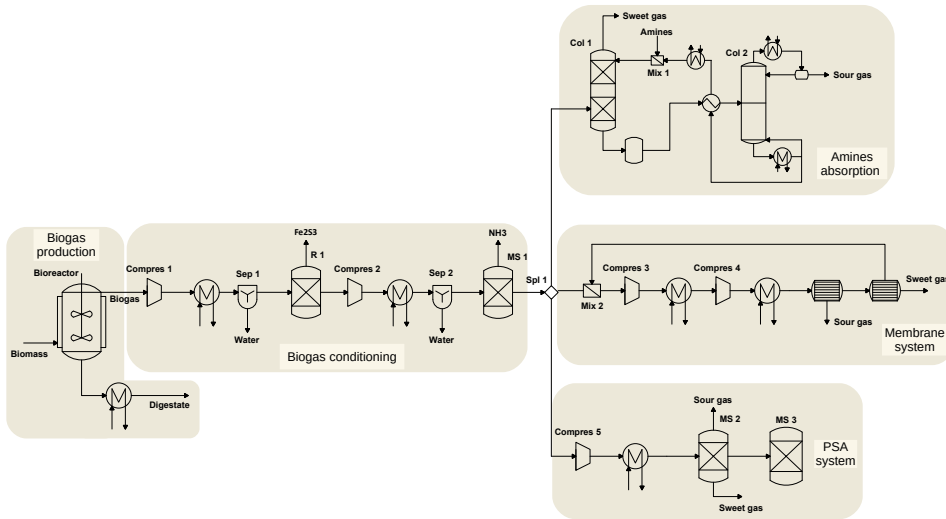 Sweet gas
Amines
Col 1
Col 2
Mix 1
Sour gas
Amines
absorption
Biogas
production
Bioreactor
Biogas
Biomass
Digestate
Compres 1
Sep 1
Water
Fe2S3
R 1
Compres 2
Sep 2
Water
NH3
MS 1
Biogas conditioning
Spl 1
Mix 2
Compres 3
Compres 4
Sour gas
Sweet gas
Membrane
system
Compres 5
Sour gas
MS 2
MS 3
Sweet gas
PSA
system